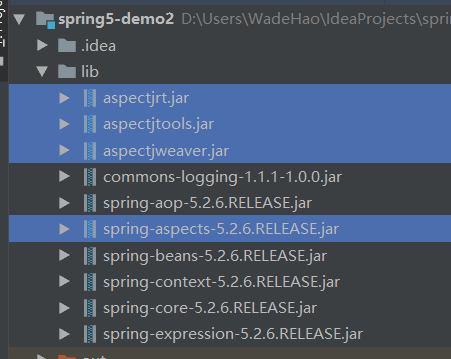 spring5-demo2 D:\Users\WadeHao\IdeaProjects\spri
.idea
lib
aspectjrt.jar
aspectjtools.jar
aspectjweaver.jar
commons-logging-1.1.1-1.0.0.jar
spring-aop-5.2.6.RELEASE.jar
spring-aspects-5.2.6.RELEASE.jar
spring-beans-5.2.6.RELEASE.jar
spring-context-5.2.6.RELEASE.jar
spring-core-5.2.6.RELEASE.jar
spring-expression-5.2.6.RELEASE.jar